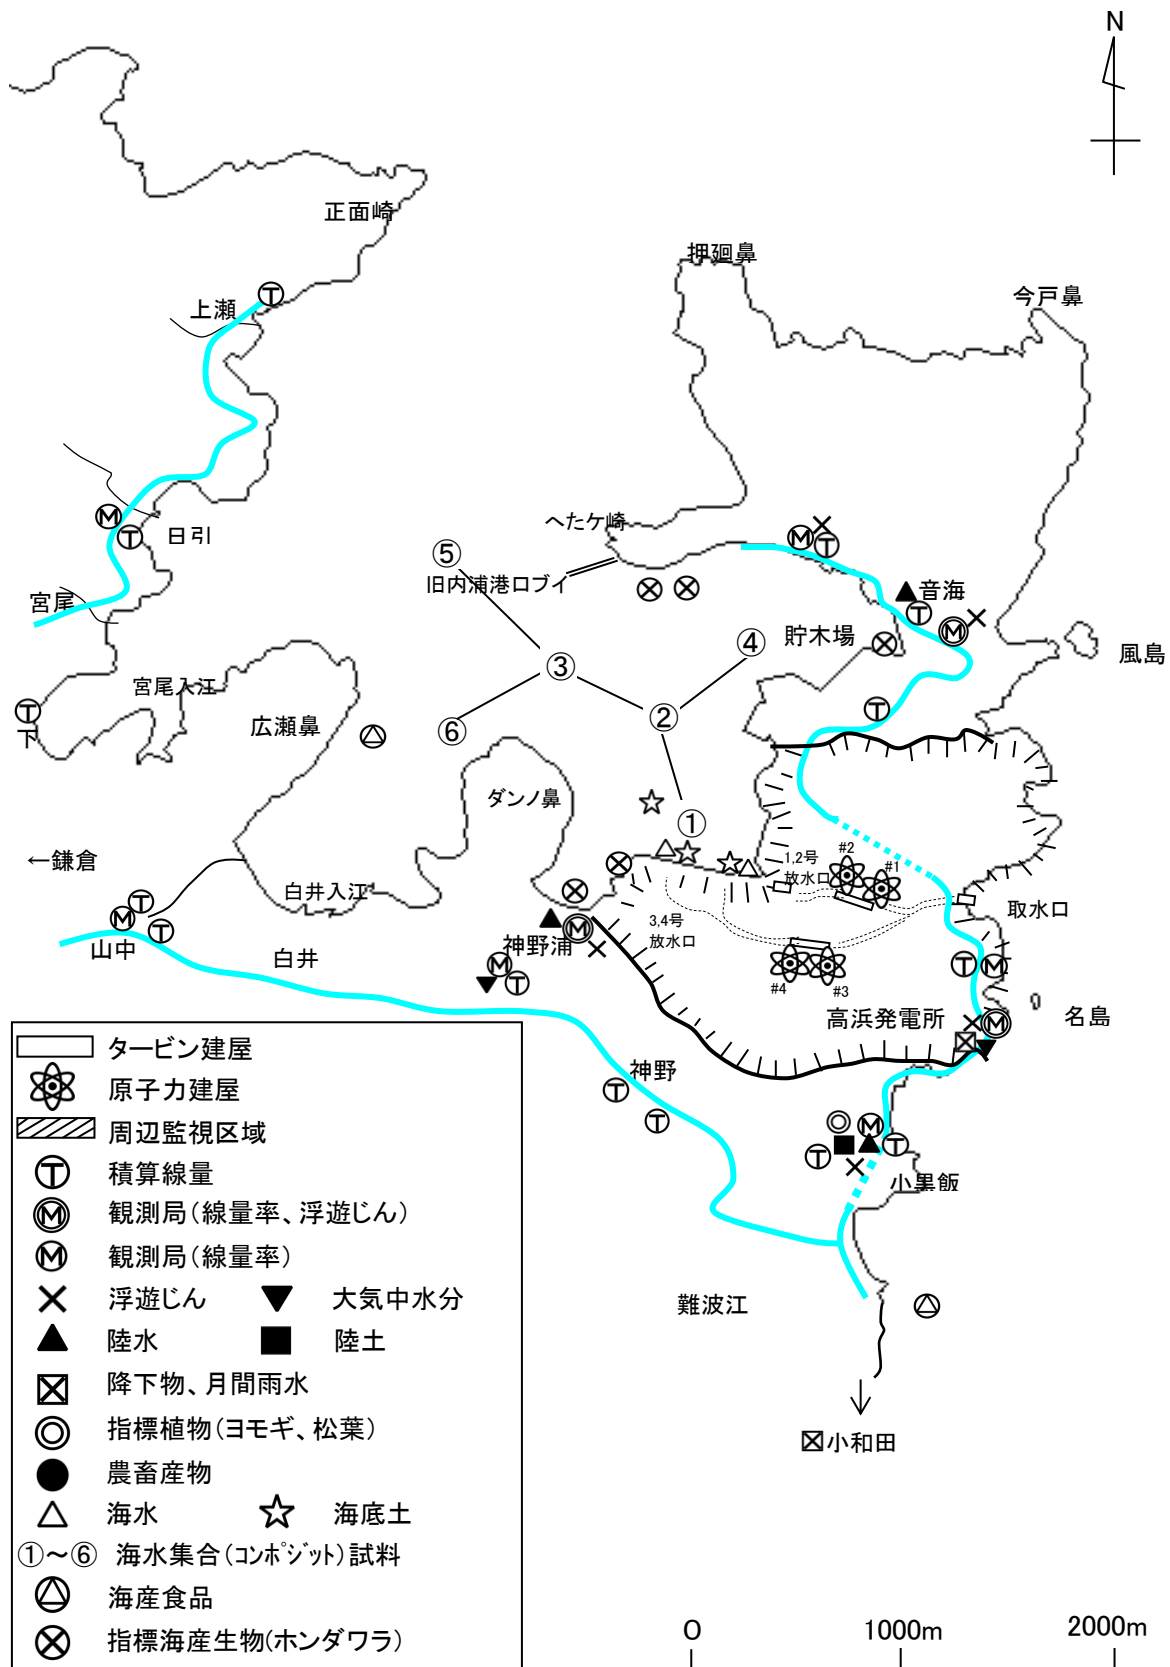 N
正面崎
押廻鼻
今戸鼻
T
上瀬
へたケ崎
M
T
日引
M
T
⑤
旧内浦港口ブイ
音海
T
宮尾
M
貯木場
④
風島
③
宮尾入江
T
下
広瀬鼻
⑥
②
T
ダンノ鼻
①
←鎌倉
1,2号
放水口
#2
#1
白井入江
T
M
T
山中
白井
神野浦
M
3,4号
放水口
取水口
M
T
#4
#3
T
M
高浜発電所
M
名島
神野
T
T
M
T
T
小黒飯
難波江
小和田
タービン建屋
原子力建屋
周辺監視区域
T 積算線量
M 観測局(線量率、浮遊じん)
M 観測局(線量率)
浮遊じん 大気中水分
陸水 陸土
降下物、月間雨水
指標植物(ヨモギ、松葉)
農畜産物
海水 海底土
①～⑥ 海水集合(コンポジット)試料
海産食品
指標海産生物(ホンダワラ)
O 1000m 2000m